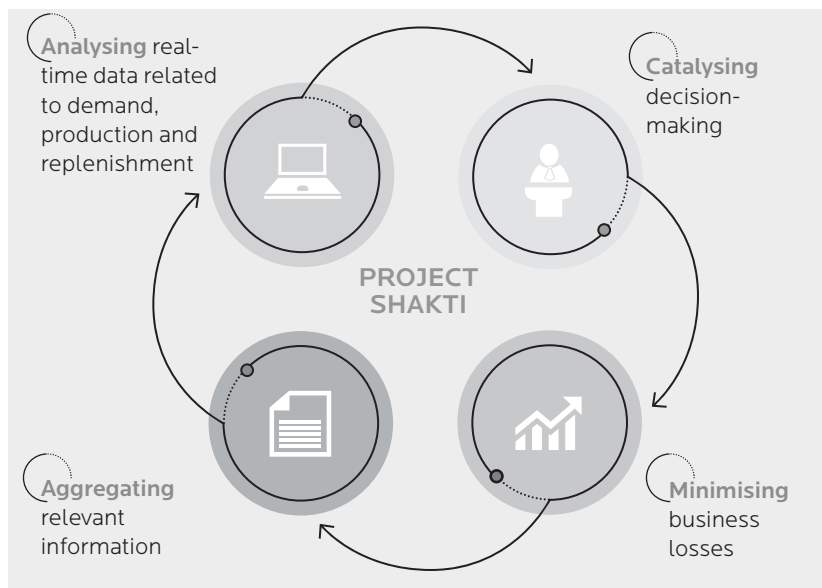 Analysing real-
time data related
to demand,
production and
replenishment
Catalysing
decision-
making
PROJECT
SHAKTI
Aggregating
relevant
information
Minimising
business
losses